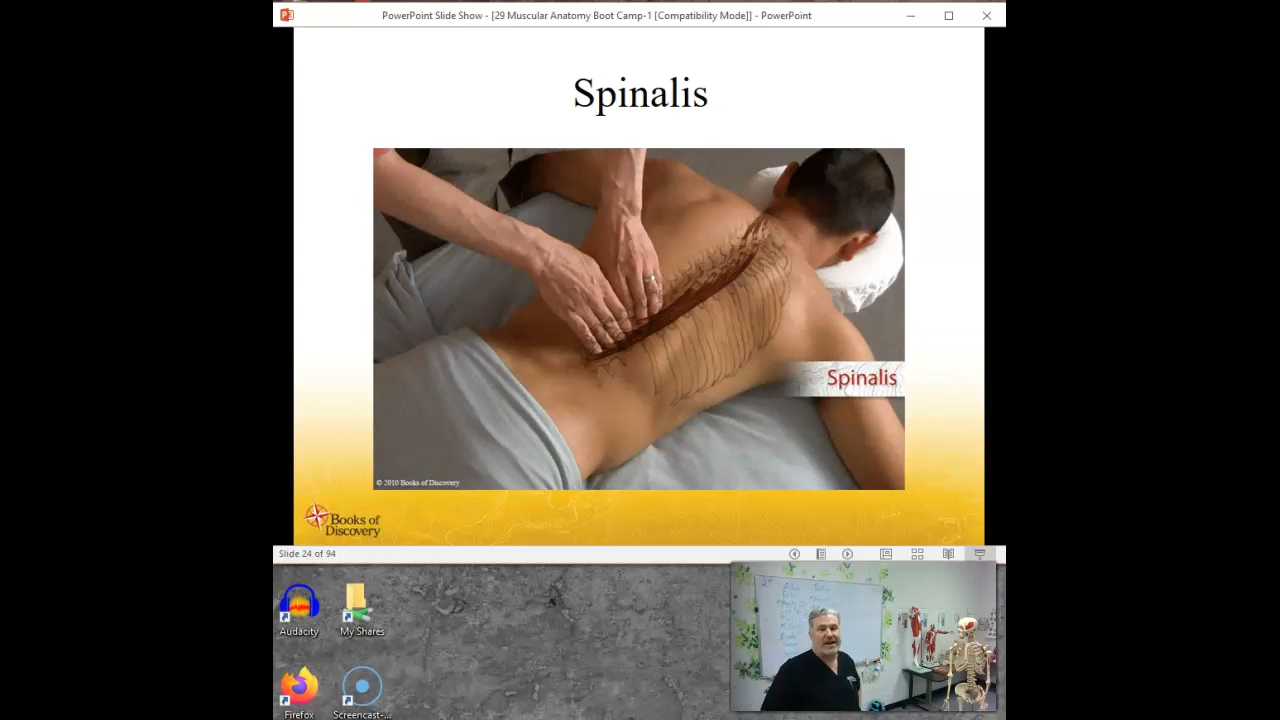 PowerPoint Slide Show - [29 Muscular Anatomy Boot Camp-1 [Compatibility Mode]] - PowerPoint
Spinalis
Spinalis
© 2010 Books of Discovery
Books of
Discovery
Slide 24 of 94
Audacity
My Shares
Firefox
Screencast-...